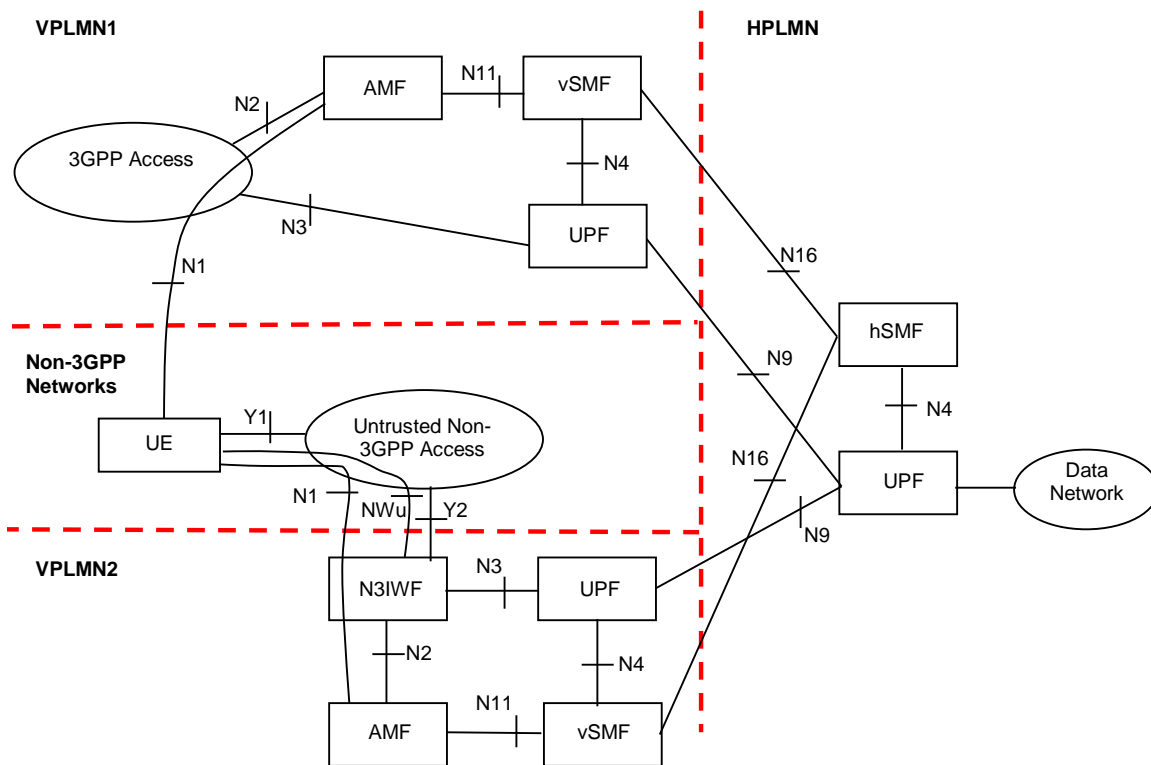 VPLMN1
HPLMN
N11
AMF
vSMF
N2
3GPP Access
N4
N3
UPF
N1
N16
hSMF
N9
Non-3GPP
Networks
N4
Y1
Untrusted Non-
3GPP Access
UE
N16
UPF
Data
Network
N1
NWu
Y2
N9
VPLMN2
N3
N3IWF
UPF
N2
N4
N11
AMF
vSMF